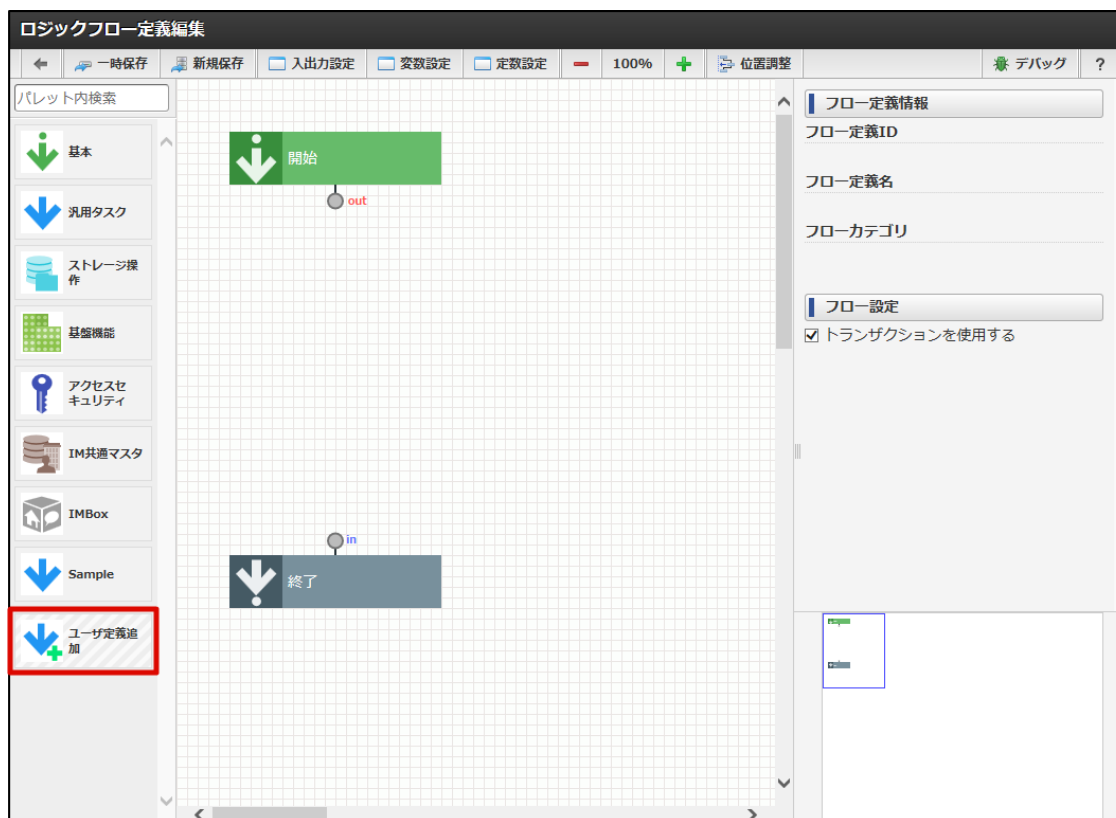 ロジックフロー定義編集
一時保存 新規保存 入出力設定 変数設定 定数設定 100% 位置調整 デバッグ ?
パレット内検索
基本
汎用タスク
ストレージ操
作
基盤機能
アクセスセ
キュリティ
IM共通マスタ
IMBox
Sample
ユーザ定義追
加
開始
out
in
終了
フロー定義情報
フロー定義ID
フロー定義名
フローカテゴリ
フロー設定
トランザクションを使用する